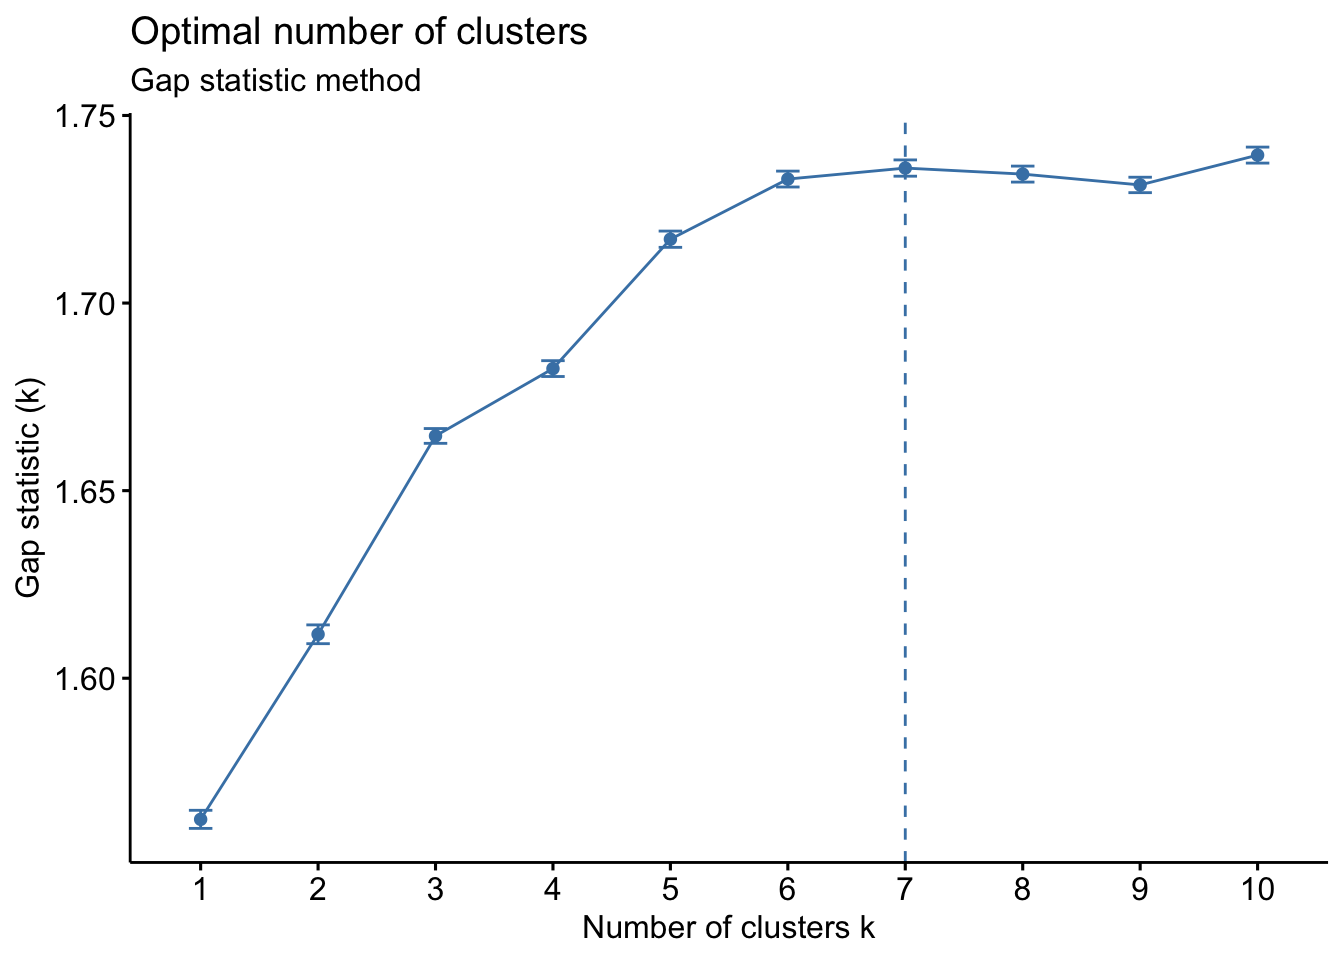 Optimal number of clusters
Gap statistic method
1.75
1.70
1.65
1.60
Gap statistic (k)
1 2 3 4 5 6 7 8 9 10
Number of clusters k